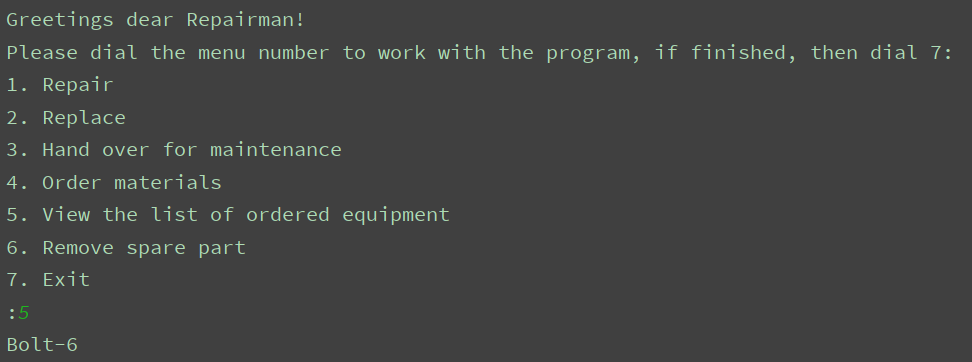 Greetings dear Repairman!
Please dial the menu number to work with the program, if finished, then dial 7:
1. Repair
2. Replace
3. Hand over for maintenance
4. Order materials
5. View the list of ordered equipment
6. Remove spare part
7. Exit
:5
Bolt-6